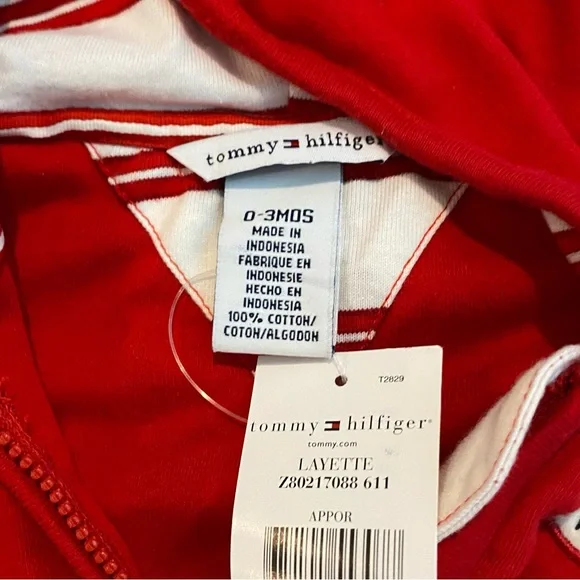 tommy hilfiger
0-3MOS
MADE IN
INDONESIA
FABRIQUE EN
INDONESIE
HECHO EN
INDONESIA
100% COTTON/
COTON/ALGODON
T2829
tommy hilfiger®
tommy.com
LAYETTE
Z80217088 611
APPOR